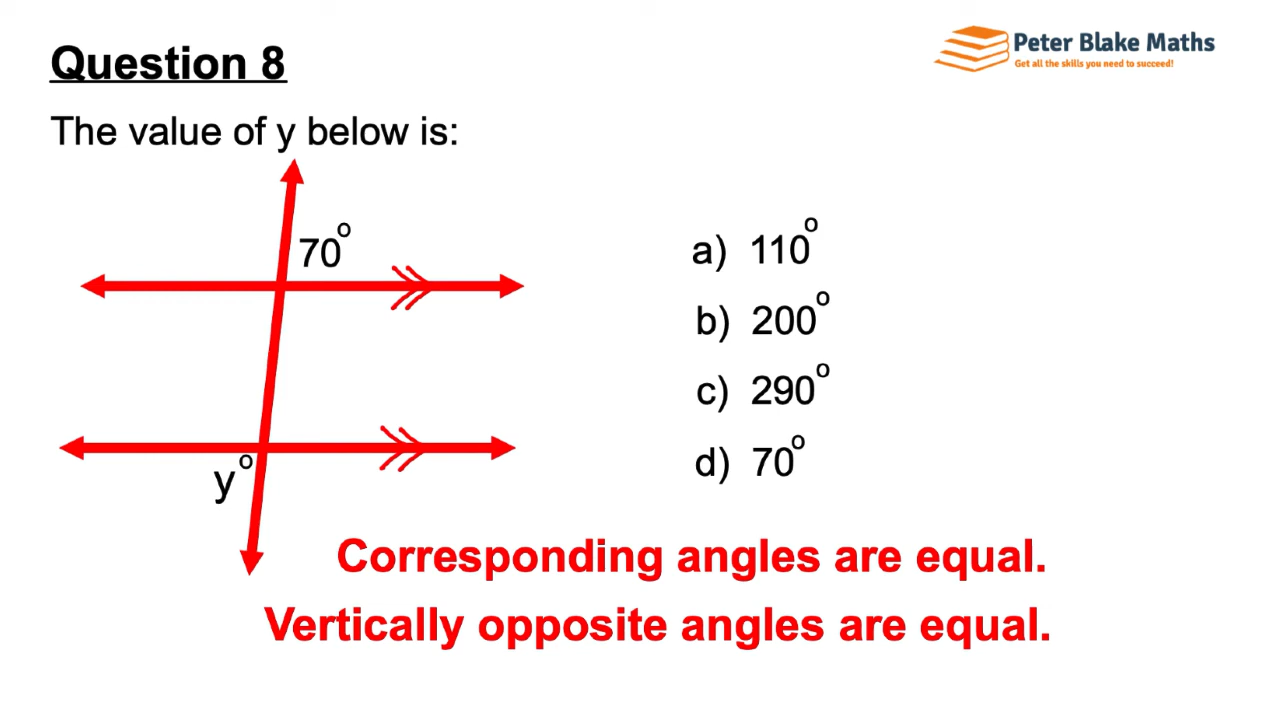 Question 8
Peter Blake Maths
Get all the skills you need to succeed!
The value of y below is:
70°
y°
a) 110°
b) 200°
c) 290°
d) 70°
Corresponding angles are equal.
Vertically opposite angles are equal.